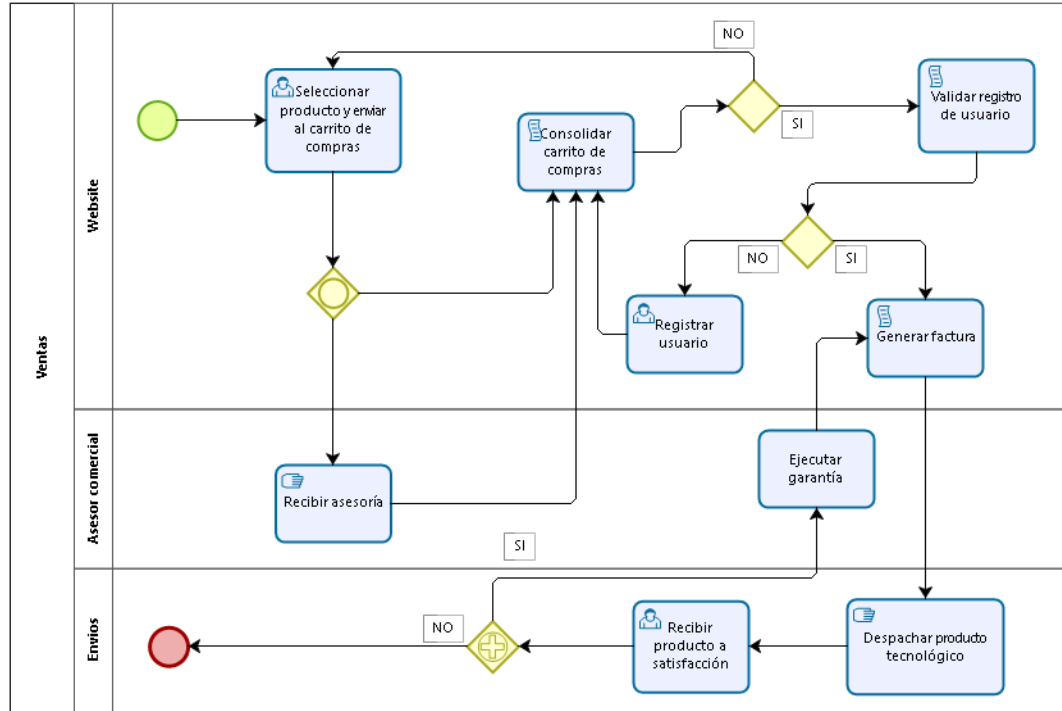 Ventas
Website
NO
Seleccionar
producto y enviar
al carrito de
compras
Consolidar
carrito de
compras
SI
Validar registro
de usuario
NO
SI
Registrar
usuario
Generar factura
Asesor comercial
Recibir asesoría
Ejecutar
garantía
SI
Envios
NO
Recibir
producto a
satisfacción
Despachar producto
tecnológico